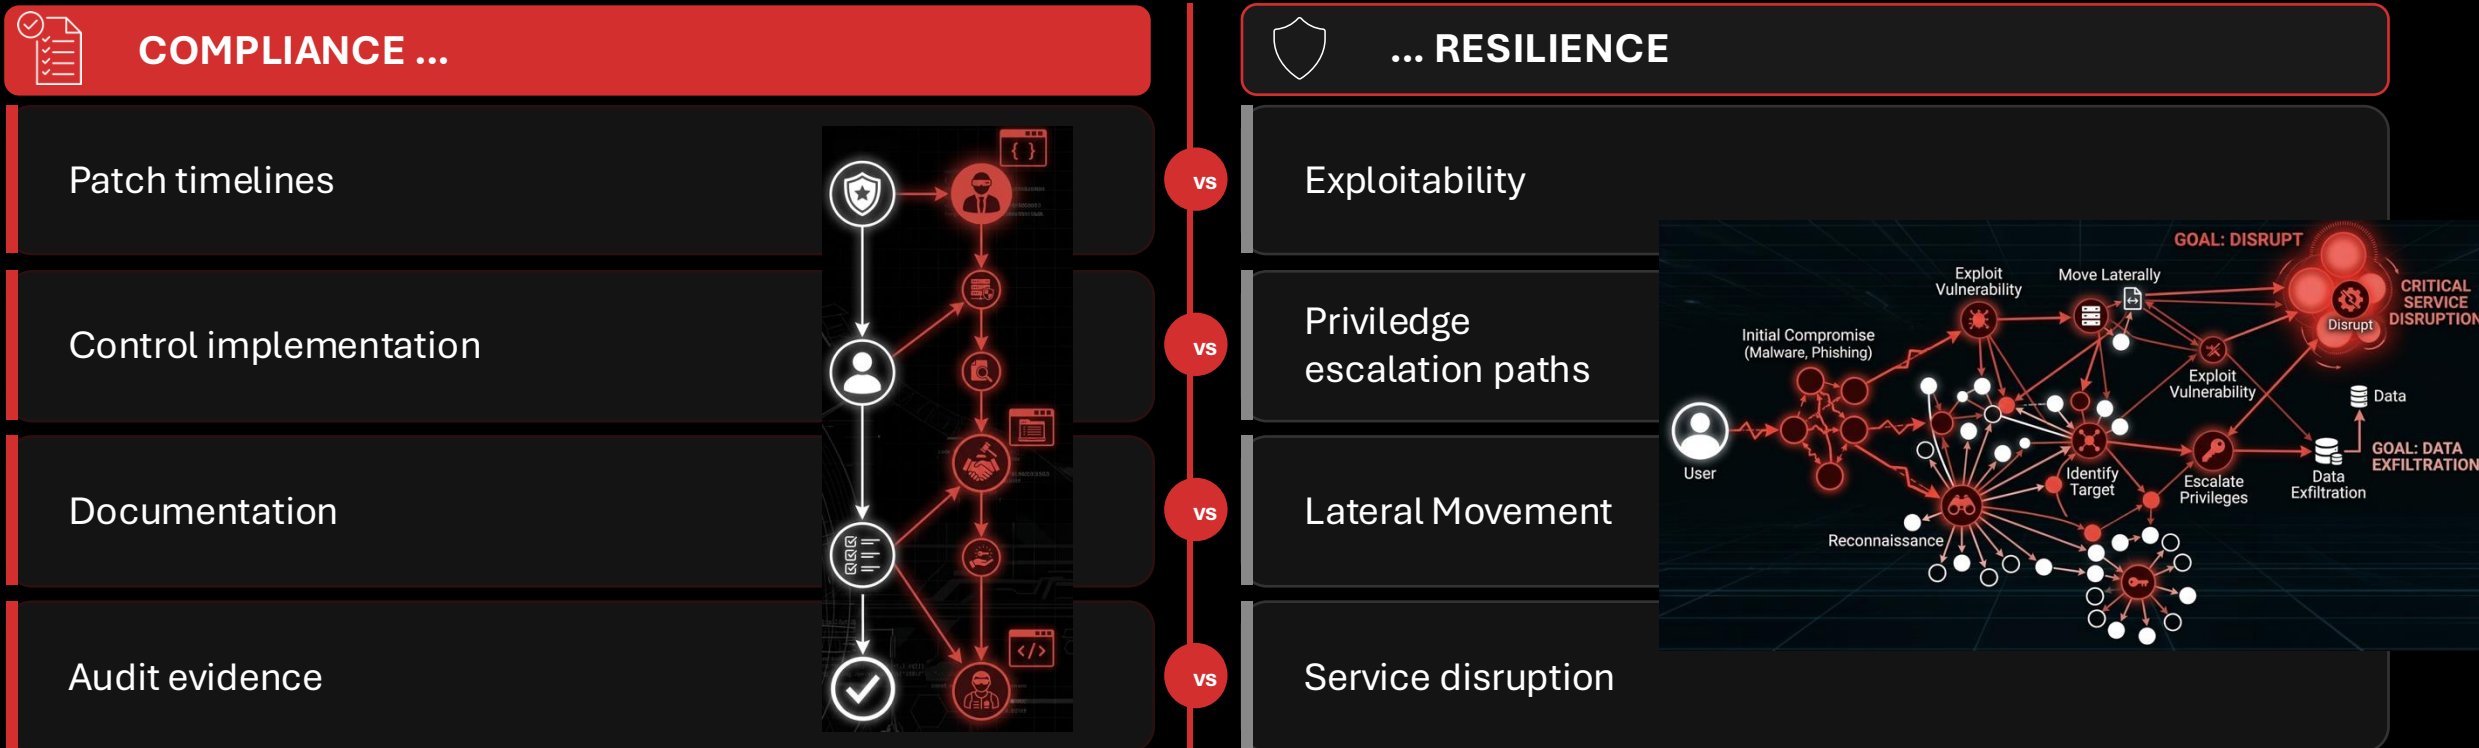 COMPLIANCE ...
Patch timelines
Control implementation
Documentation
Audit evidence
{ }
</>
vs
vs
vs
vs
... RESILIENCE
Exploitability
Priviledge
escalation paths
Lateral Movement
Service disruption
GOAL: DISRUPT
CRITICAL
SERVICE
DISRUPTION
Disrupt
Exploit
Vulnerability
Move Laterally
Initial Compromise
(Malware, Phishing)
User
Exploit
Vulnerability
Data
GOAL: DATA
EXFILTRATION
Data
Exfiltration
Identify
Target
Escalate
Privileges
Reconnaissance